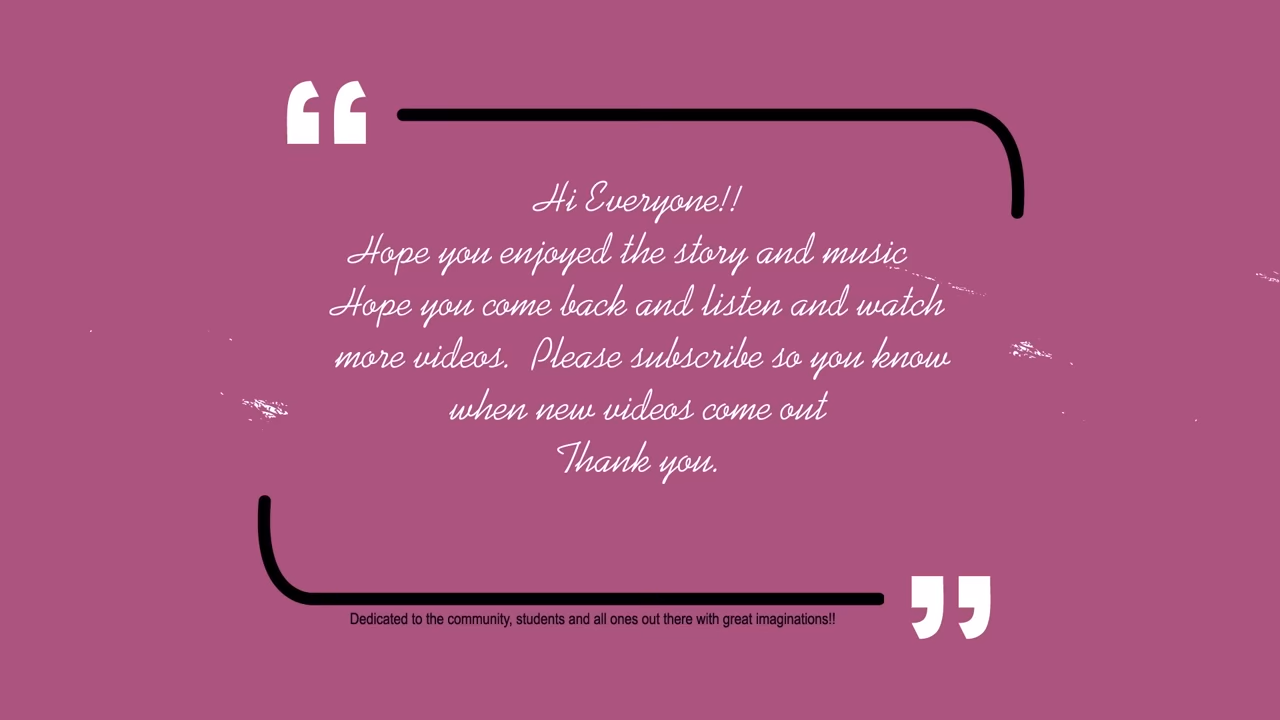 Hi Everyone!!
Hope you enjoyed the story and music
Hope you come back and listen and watch
more videos. Please subscribe so you know
when new videos come out
Thank you.
Dedicated to the community, students and all ones out there with great imaginations!!